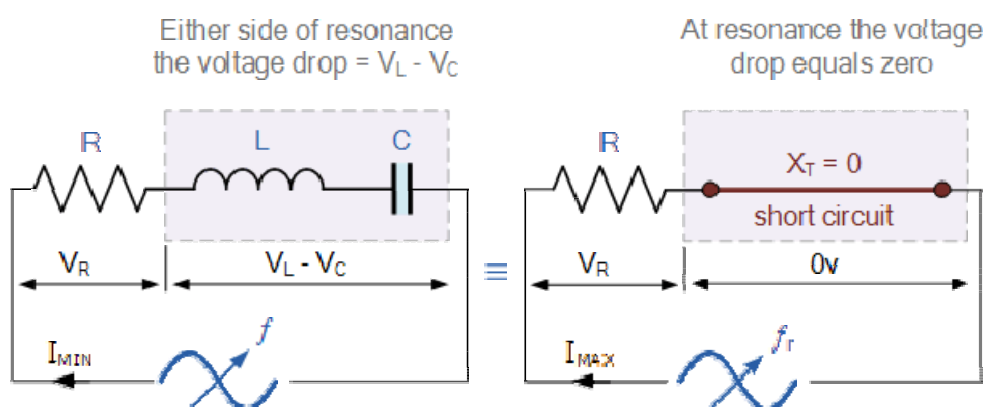 Either side of resonance
the voltage drop = VL - VC
At resonance the voltage
drop equals zero
R
L
C
VR
VL - VC
IMIN
f
≡
R
XT = 0
short circuit
VR
0v
IMAX
fr